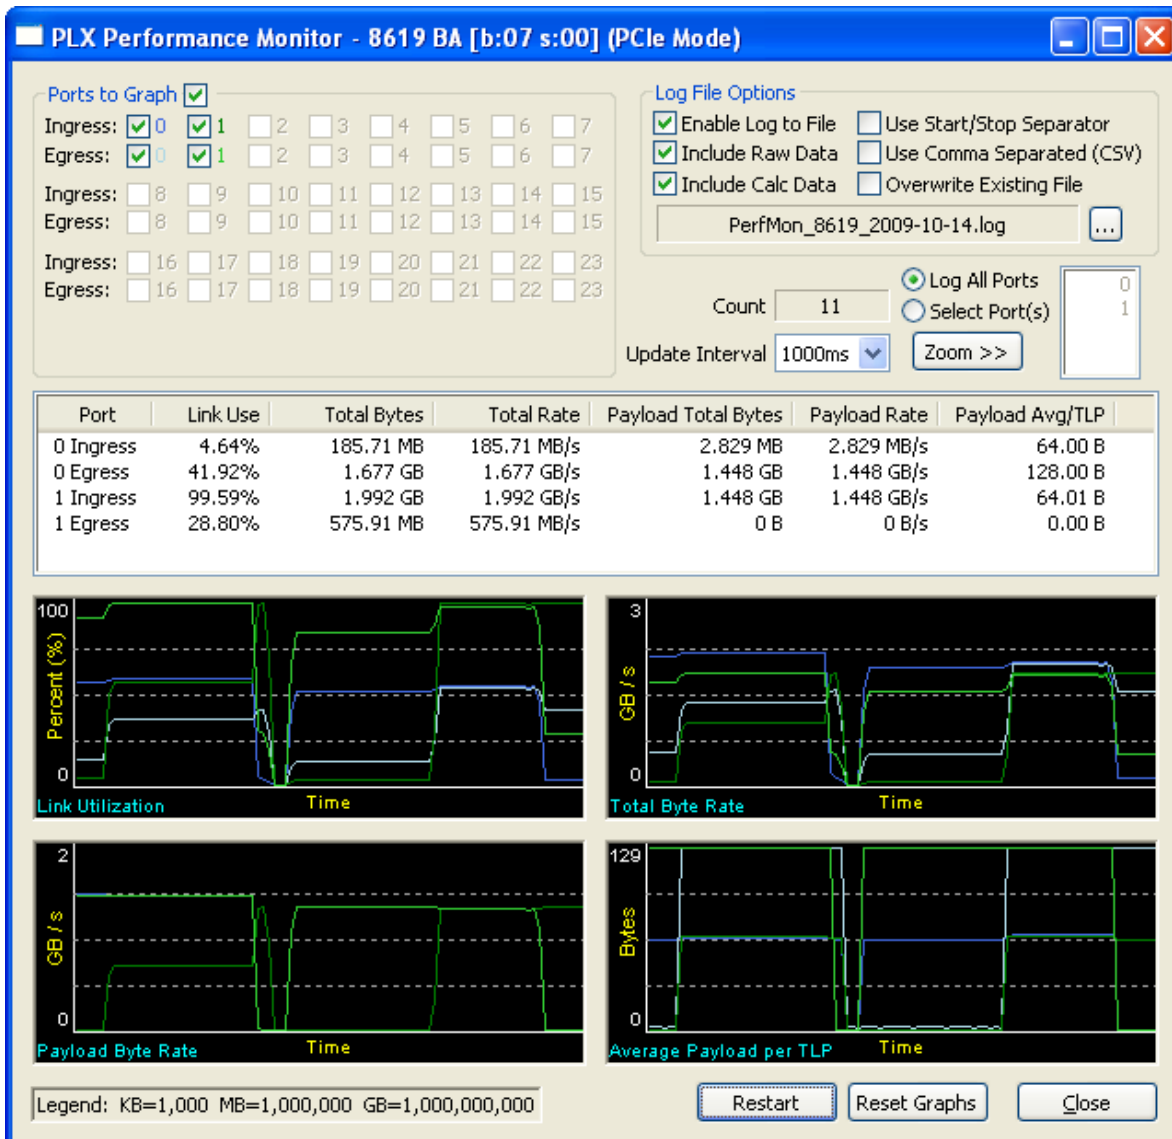 PLX Performance Monitor - 8619 BA [b:07 s:00] (PCIe Mode)
Ports to Graph
Ingress: 0 1 2 3 4 5 6 7
Egress: 0 1 2 3 4 5 6 7
Ingress: 8 9 10 11 12 13 14 15
Egress: 8 9 10 11 12 13 14 15
Ingress: 16 17 18 19 20 21 22 23
Egress: 16 17 18 19 20 21 22 23
Log File Options
Enable Log to File Use Start/Stop Separator
Include Raw Data Use Comma Separated (CSV)
Include Calc Data Overwrite Existing File
PerfMon_8619_2009-10-14.log ...
Count 11
Log All Ports
Select Port(s)
0
1
Update Interval 1000ms Zoom >>
Port Link Use Total Bytes Total Rate Payload Total Bytes Payload Rate Payload Avg/TLP
0 Ingress 4.64% 185.71 MB 185.71 MB/s 2.829 MB 2.829 MB/s 64.00 B
0 Egress 41.92% 1.677 GB 1.677 GB/s 1.448 GB 1.448 GB/s 128.00 B
1 Ingress 99.59% 1.992 GB 1.992 GB/s 1.448 GB 1.448 GB/s 64.01 B
1 Egress 28.80% 575.91 MB 575.91 MB/s 0 B 0 B/s 0.00 B
100
Percent (%)
0
Link Utilization Time
3
GB / s
0
Total Byte Rate Time
2
GB / s
0
Payload Byte Rate Time
129
Bytes
0
Average Payload per TLP Time
Legend: KB=1,000 MB=1,000,000 GB=1,000,000,000
Restart Reset Graphs Close